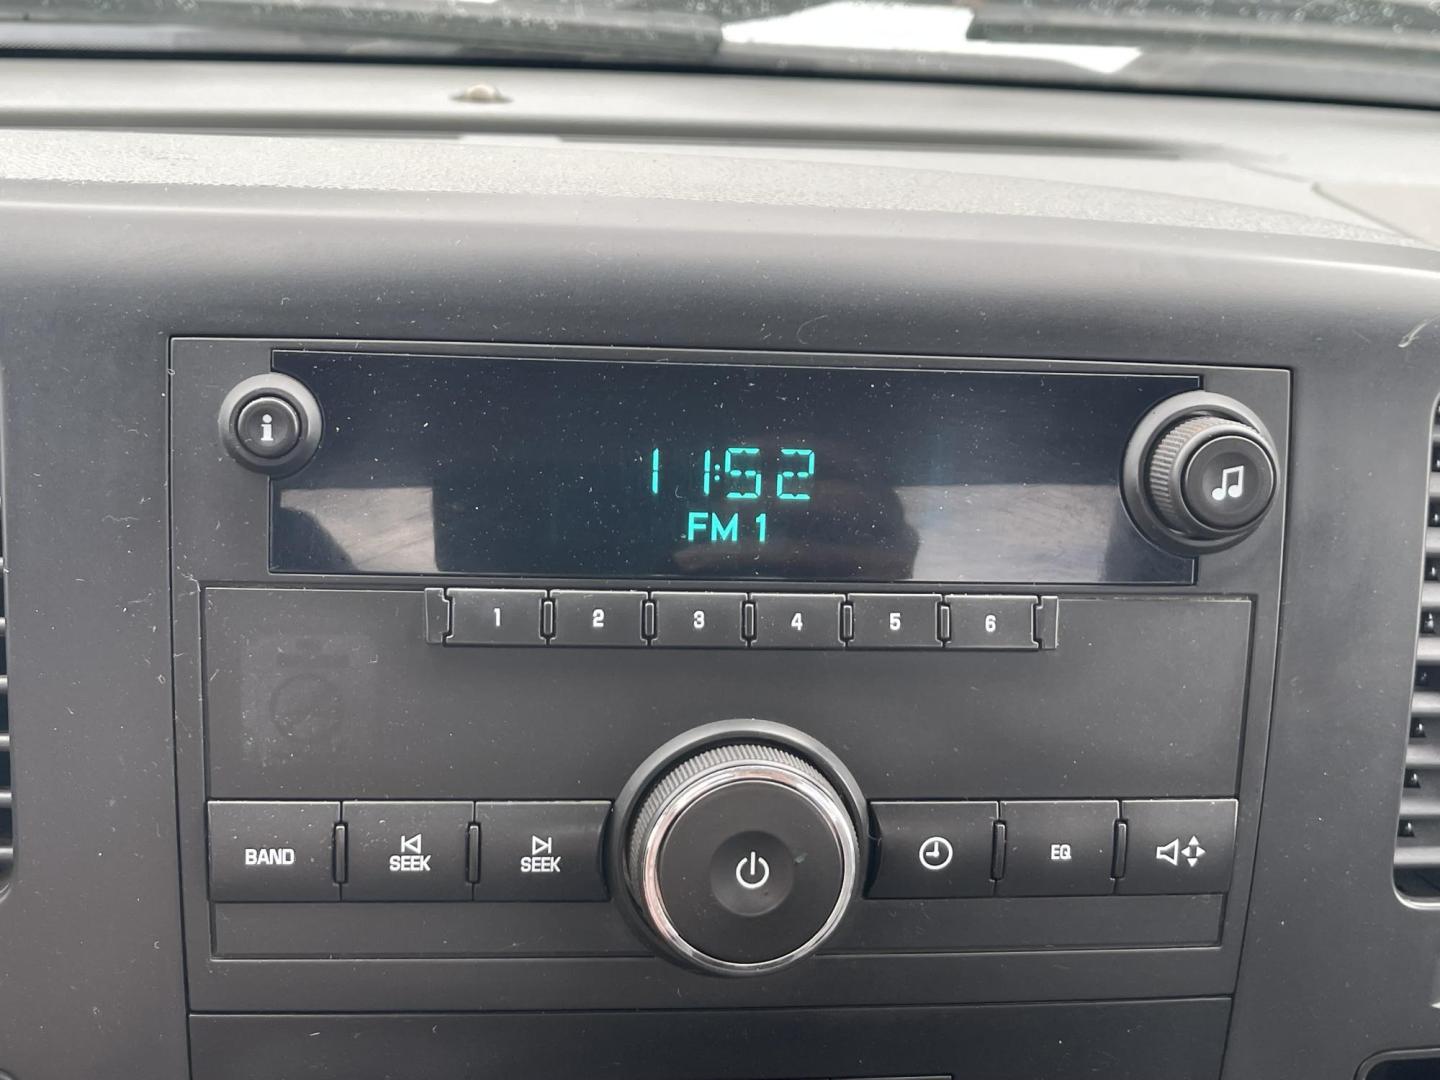 i
11:52
FM 1
1 2 3 4 5 6
BAND SEEK SEEK EQ